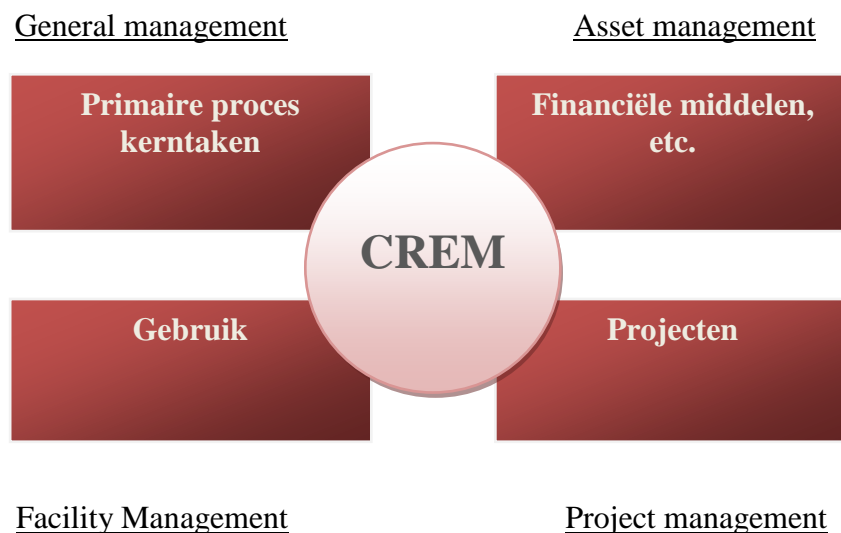 General management
Asset management
Primaire proces
kerntaken
Financiële middelen,
etc.
CREM
Gebruik
Projecten
Facility Management
Project management